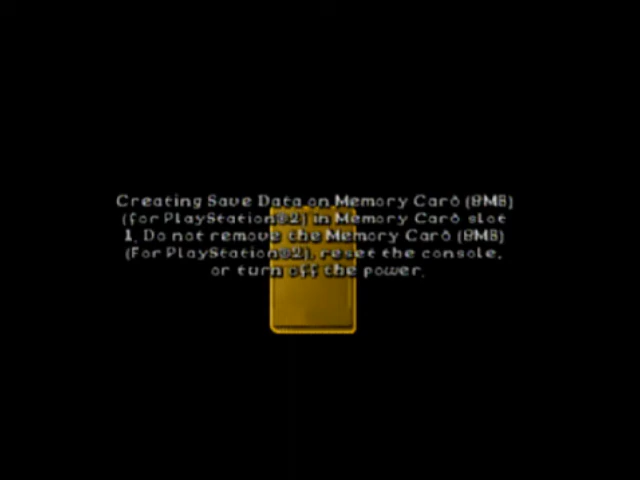 Creating Save Data on Memory Card (8MB)
(for PlayStation®2) in Memory Card slot
1. Do not remove the Memory Card (8MB)
(For PlayStation®2), reset the console,
or turn off the power.